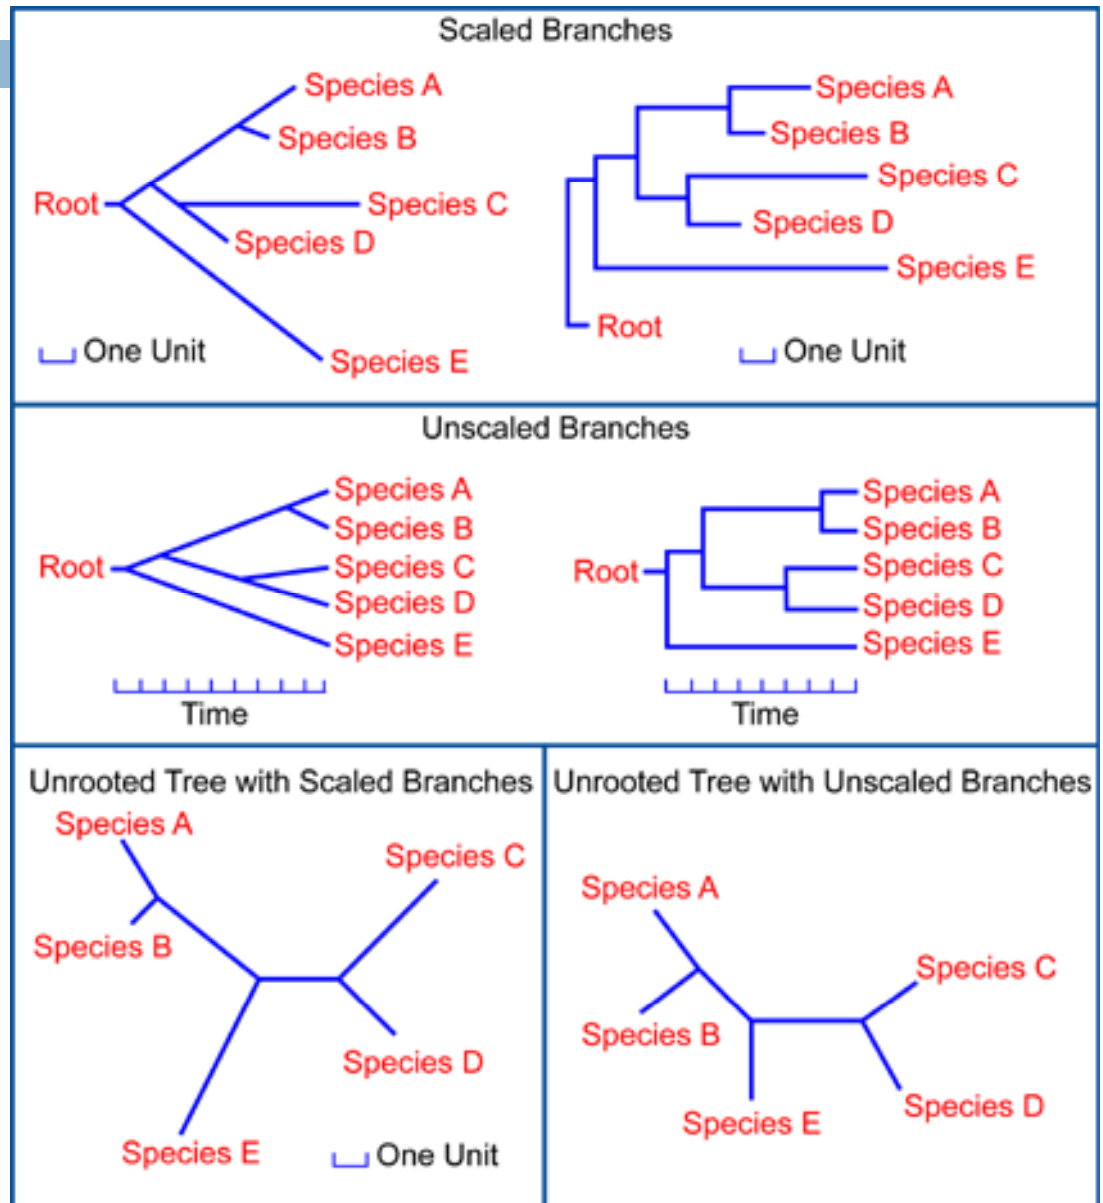 Scaled Branches
Species A
Species B
Root
Species C
Species D
Species E
One Unit
Species A
Species B
Species C
Species D
Species E
Root
One Unit
Unscaled Branches
Species A
Species B
Root
Species C
Species D
Species E
Time
Species A
Species B
Root
Species C
Species D
Species E
Time
Unrooted Tree with Scaled Branches
Species A
Species C
Species B
Species D
Species E
One Unit
Unrooted Tree with Unscaled Branches
Species A
Species C
Species B
Species E
Species D